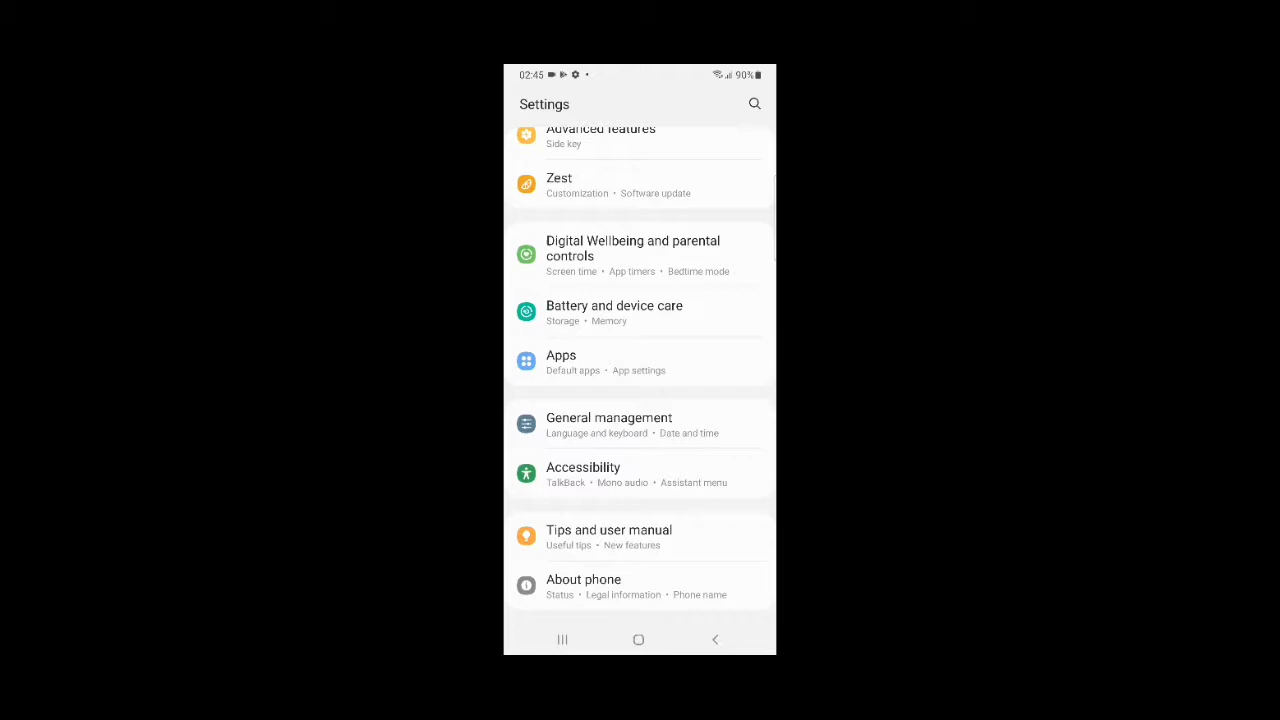 02:45 90%
Settings
Advanced features
Side key
Zest
Customization • Software update
Digital Wellbeing and parental
controls
Screen time • App timers • Bedtime mode
Battery and device care
Storage • Memory
Apps
Default apps • App settings
General management
Language and keyboard • Date and time
Accessibility
TalkBack • Mono audio • Assistant menu
Tips and user manual
Useful tips • New features
About phone
Status • Legal information • Phone name